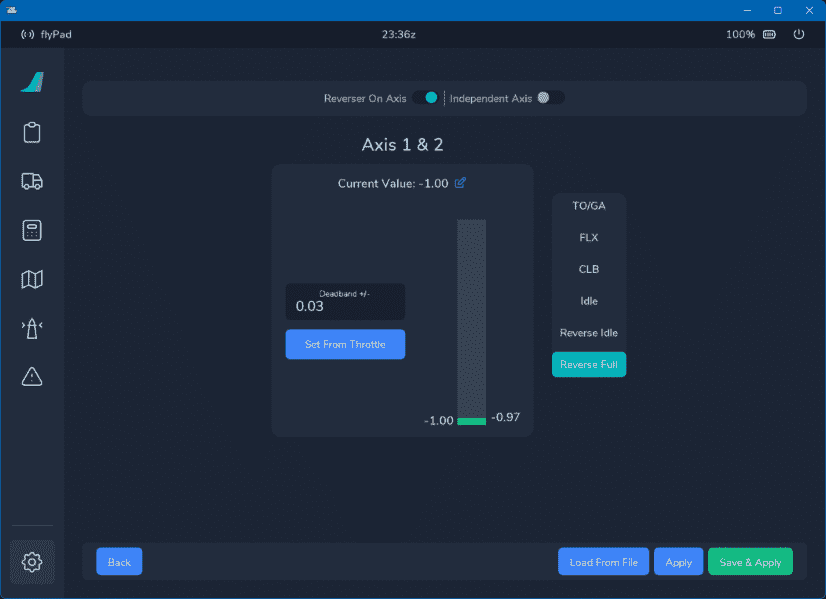 flyPad
23:36z
100%
Reverser On Axis
Independent Axis
Axis 1 & 2
Current Value: -1.00
TO/GA
FLX
CLB
Deadband +/-
0.03
Idle
Set From Throttle
Reverse Idle
Reverse Full
-1.00
-0.97
Back
Load From File
Apply
Save & Apply